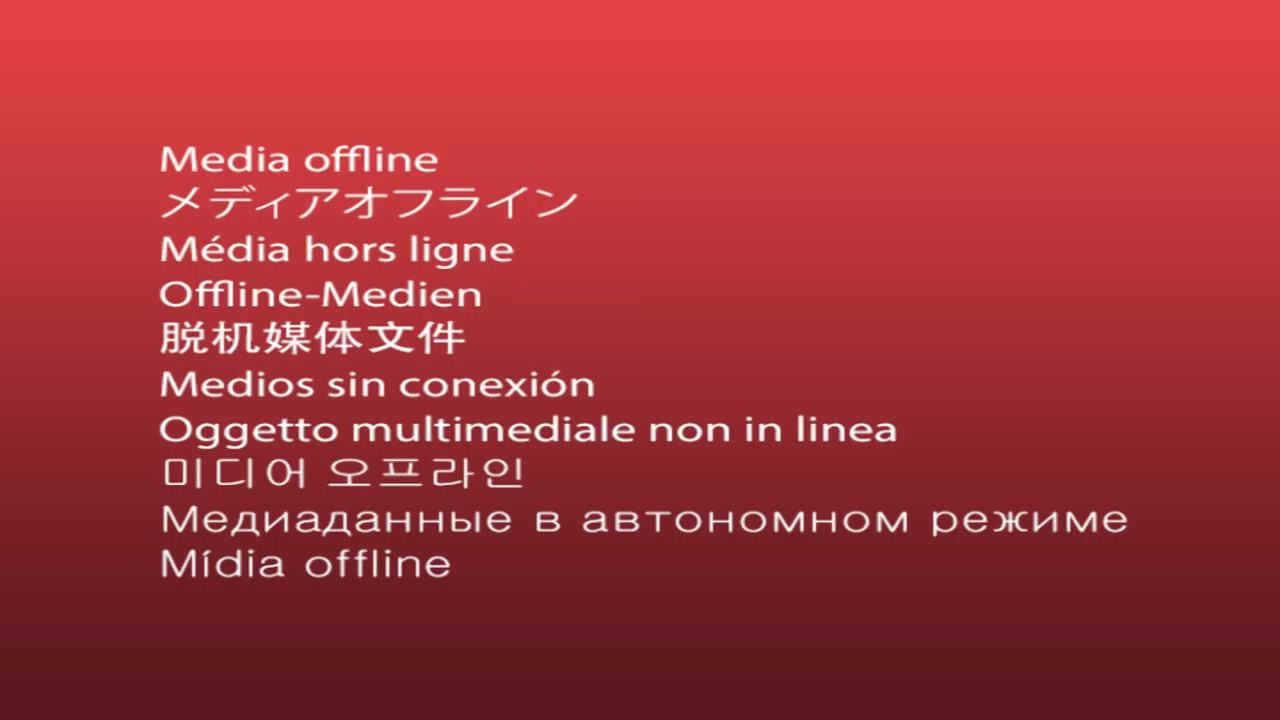 Media offline
メディアオフライン
Média hors ligne
Offline-Medien
脱机媒体文件
Medios sin conexión
Oggetto multimediale non in linea
미디어 오프라인
Медиаданные в автономном режиме
Mídia offline